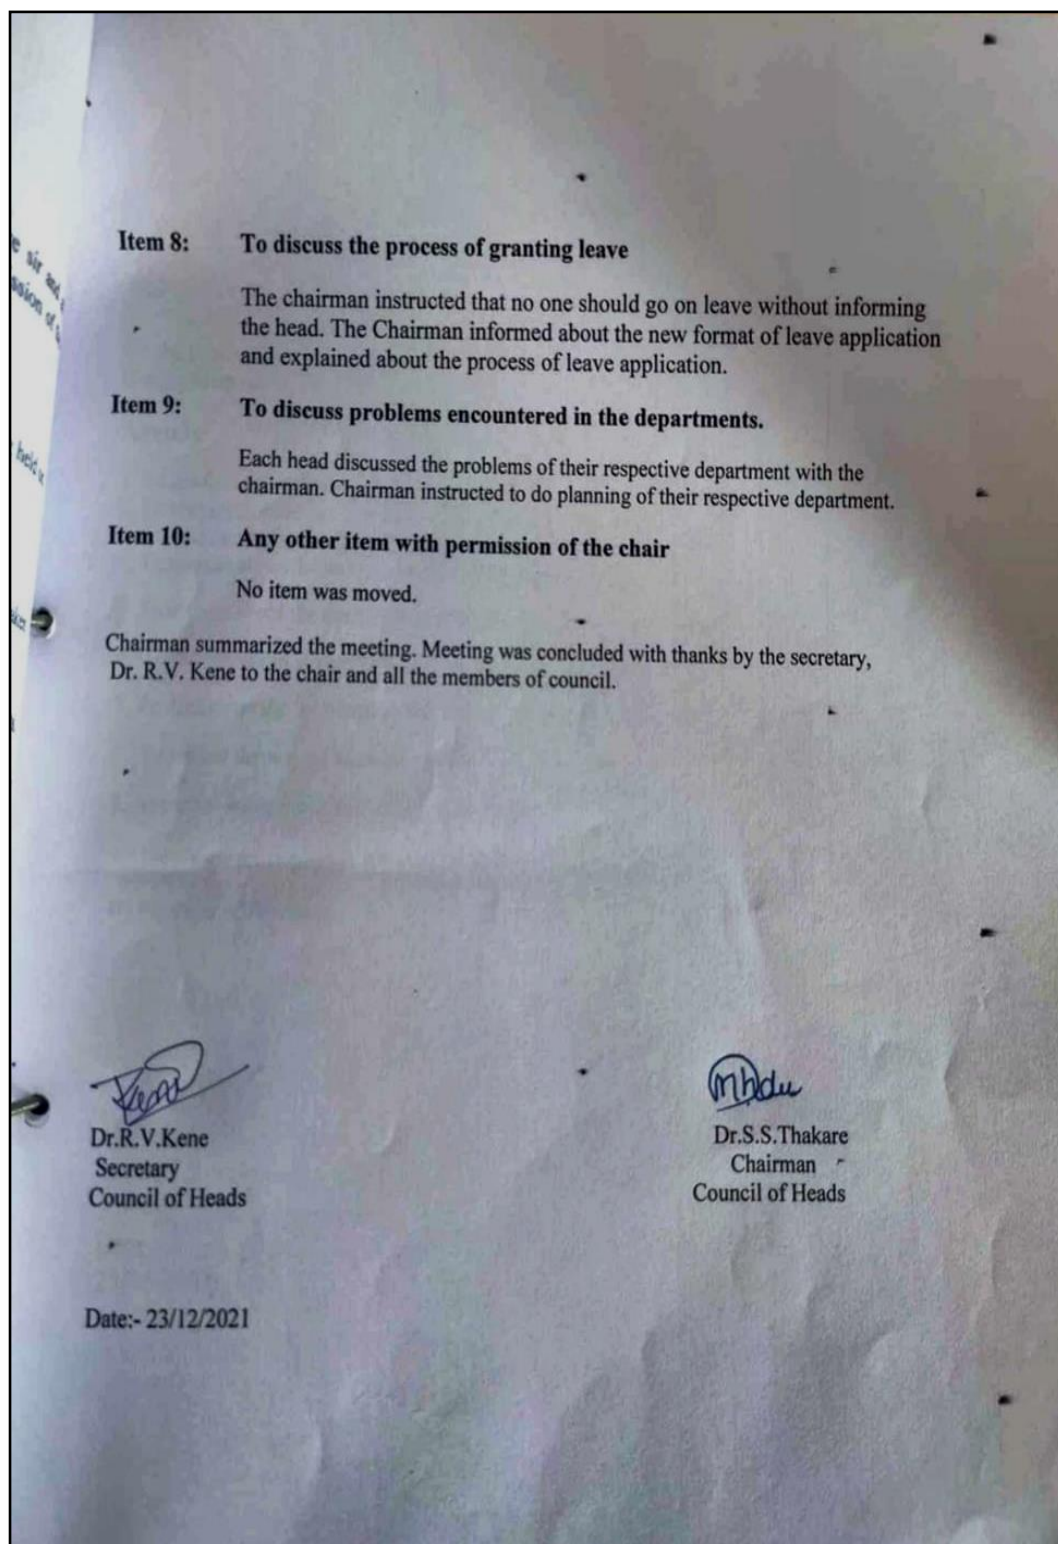 e sir and
ssion of
held
Item 8: To discuss the process of granting leave
The chairman instructed that no one should go on leave without informing
the head. The Chairman informed about the new format of leave application
and explained about the process of leave application.
Item 9: To discuss problems encountered in the departments.
Each head discussed the problems of their respective department with the
chairman. Chairman instructed to do planning of their respective department.
Item 10: Any other item with permission of the chair
No item was moved.
Chairman summarized the meeting. Meeting was concluded with thanks by the secretary,
Dr. R.V. Kene to the chair and all the members of council.
Dr.R.V.Kene
Secretary
Council of Heads
Dr.S.S.Thakare
Chairman
Council of Heads
Date:- 23/12/2021